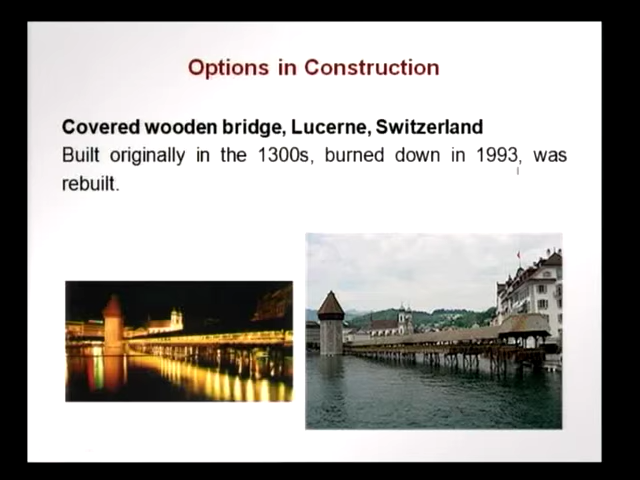 Options in Construction
Covered wooden bridge, Lucerne, Switzerland
Built originally in the 1300s, burned down in 1993, was
rebuilt.